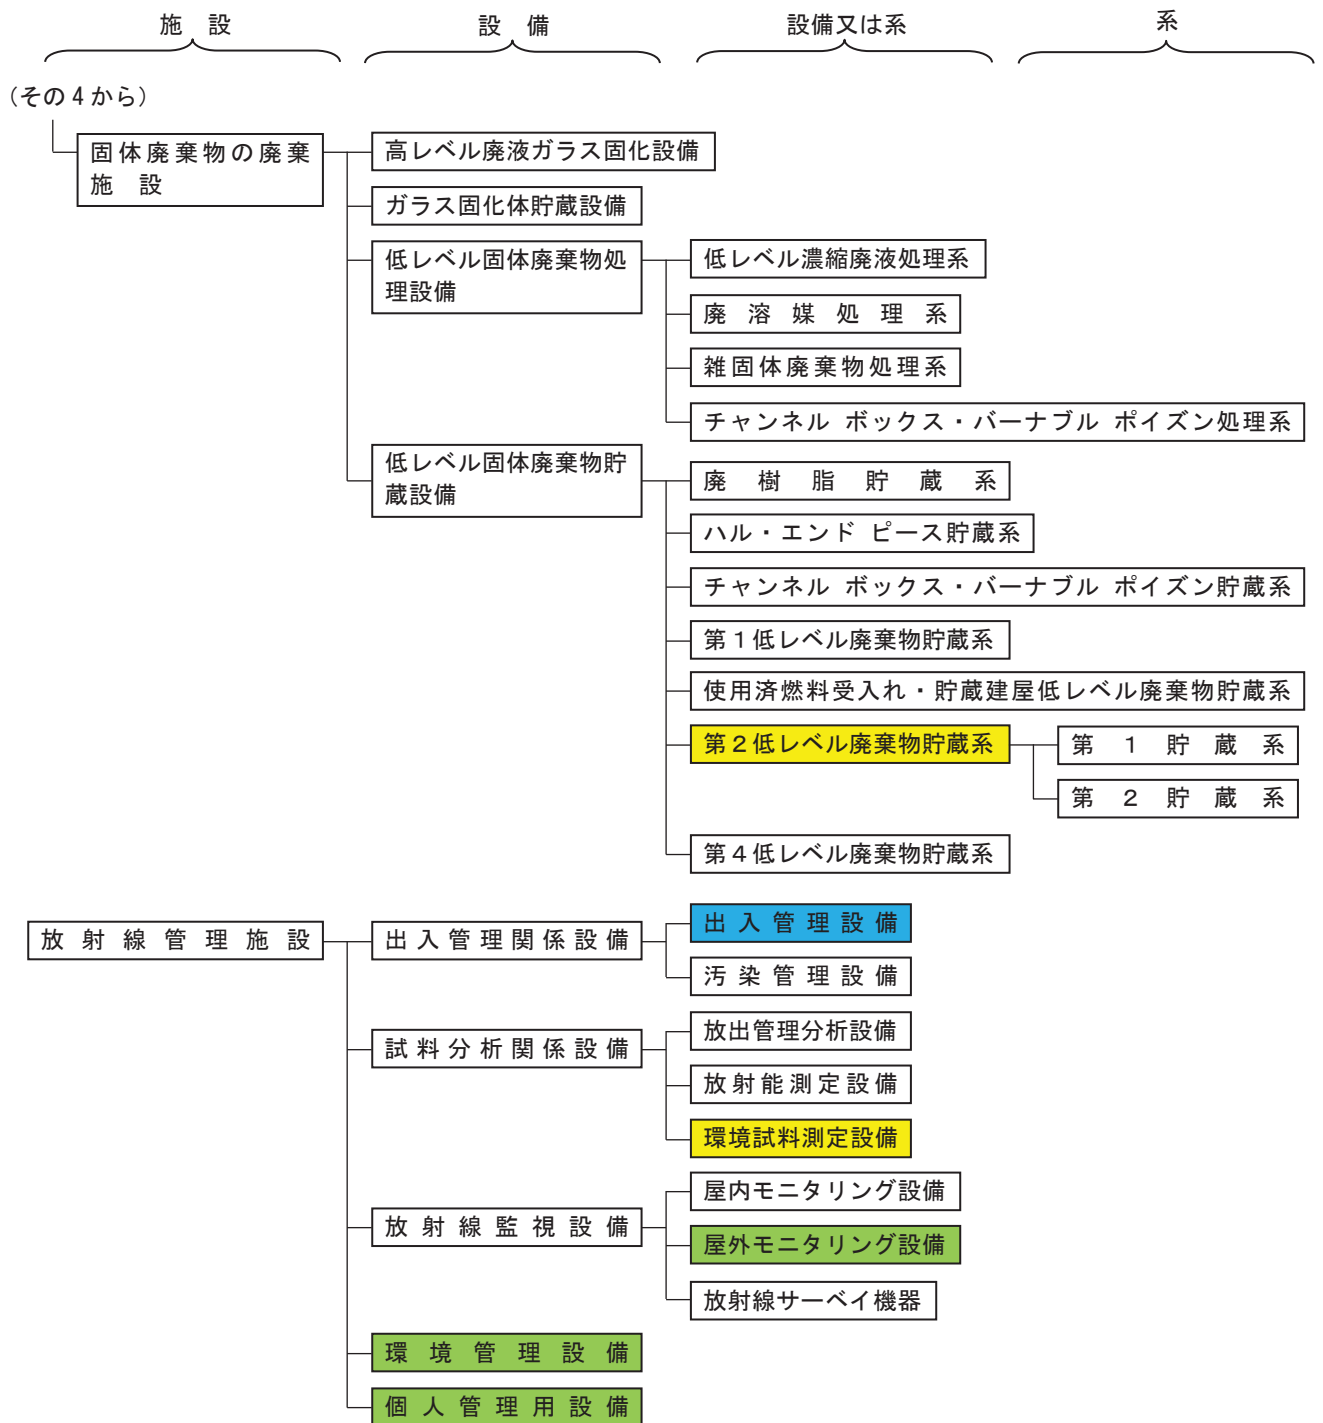 施設
設備
設備又は系
系
(その4から)
固体廃棄物の廃棄
施設
高レベル廃液ガラス固化設備
ガラス固化体貯蔵設備
低レベル固体廃棄物処
理設備
低レベル濃縮廃液処理系
廃溶媒処理系
雑固体廃棄物処理系
チャンネル ボックス・バーナブル ポイズン処理系
低レベル固体廃棄物貯
蔵設備
廃樹脂貯蔵系
ハル・エンド ピース貯蔵系
チャンネル ボックス・バーナブル ポイズン貯蔵系
第1低レベル廃棄物貯蔵系
使用済燃料受入れ・貯蔵建屋低レベル廃棄物貯蔵系
第2低レベル廃棄物貯蔵系
第1貯蔵系
第2貯蔵系
第4低レベル廃棄物貯蔵系
放射線管理施設
出入管理関係設備
出入管理設備
汚染管理設備
試料分析関係設備
放出管理分析設備
放射能測定設備
環境試料測定設備
放射線監視設備
屋内モニタリング設備
屋外モニタリング設備
放射線サーベイ機器
環境管理設備
個人管理用設備